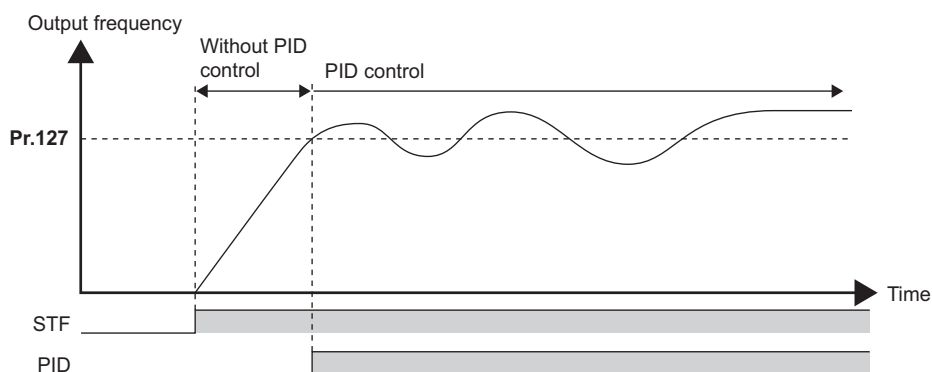 Output frequency
Without PID
control
PID control
Pr.127
Time
STF
PID